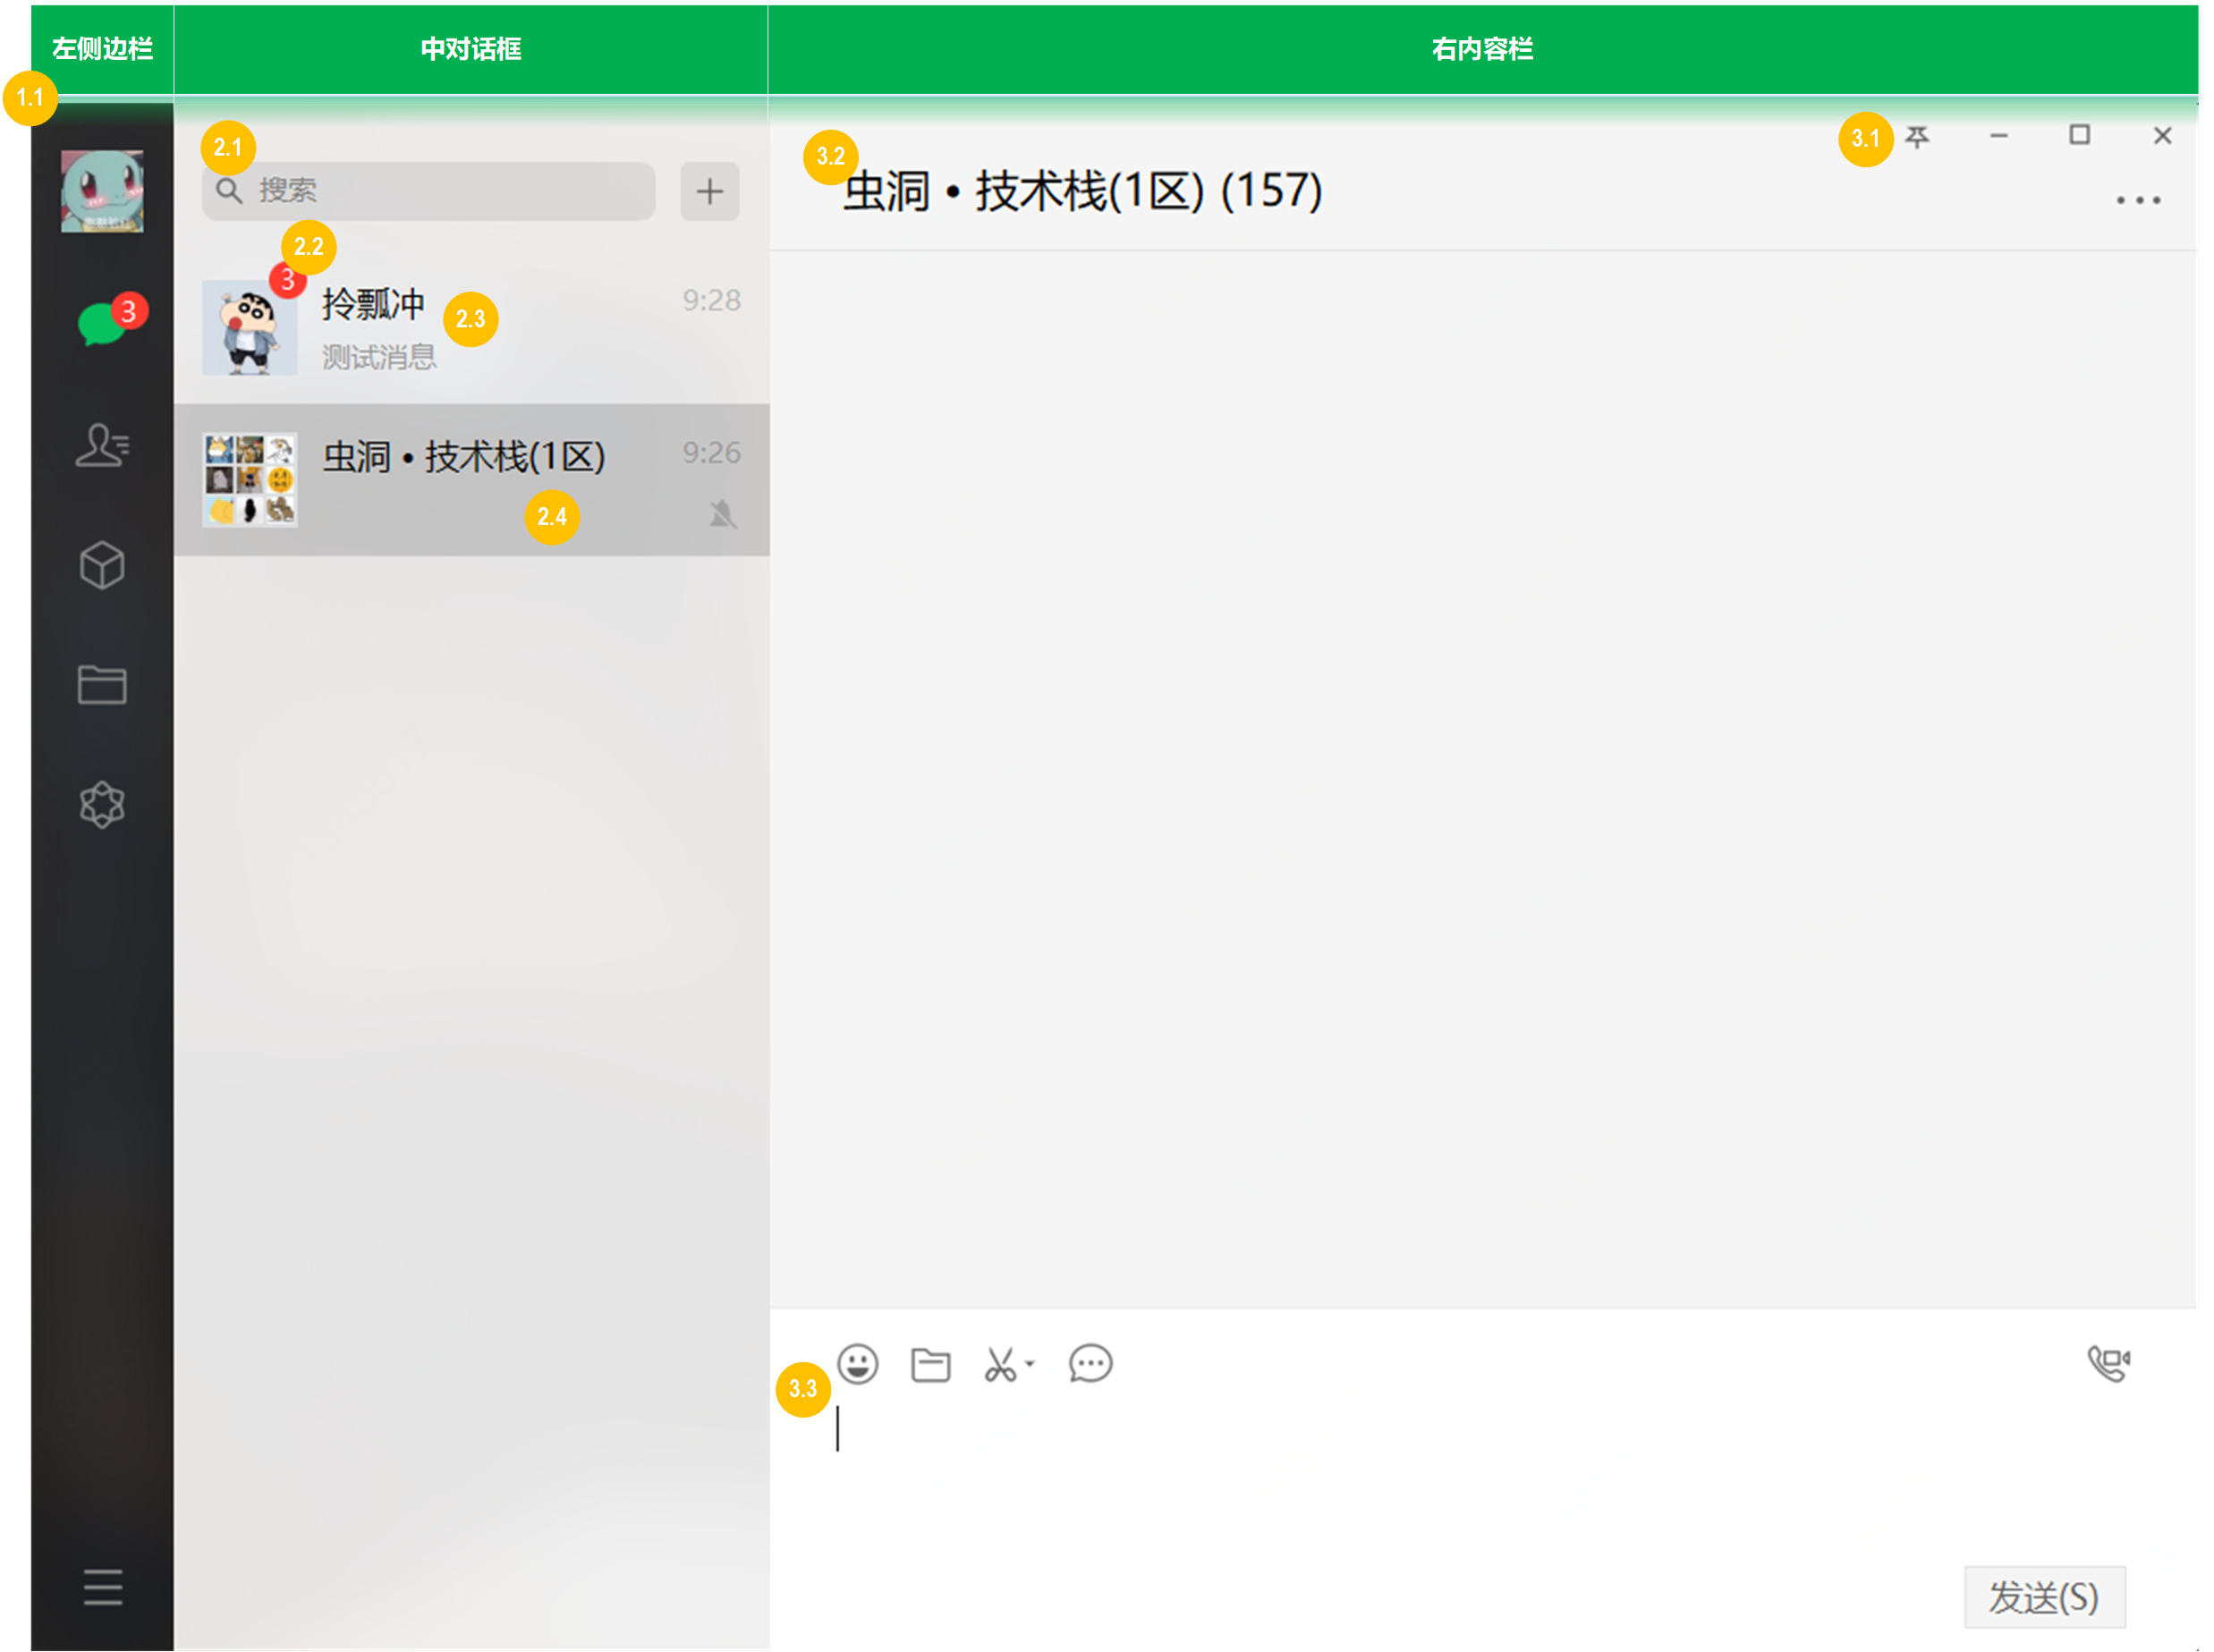 左侧边栏
中对话框
右内容栏
1.1
2.1
搜索
3.2
虫洞 • 技术栈(1区) (157)
3.1
3
2.2
3
拎瓢冲
2.3
9:28
测试消息
虫洞 • 技术栈(1区)
9:26
2.4
3.3
发送(S)